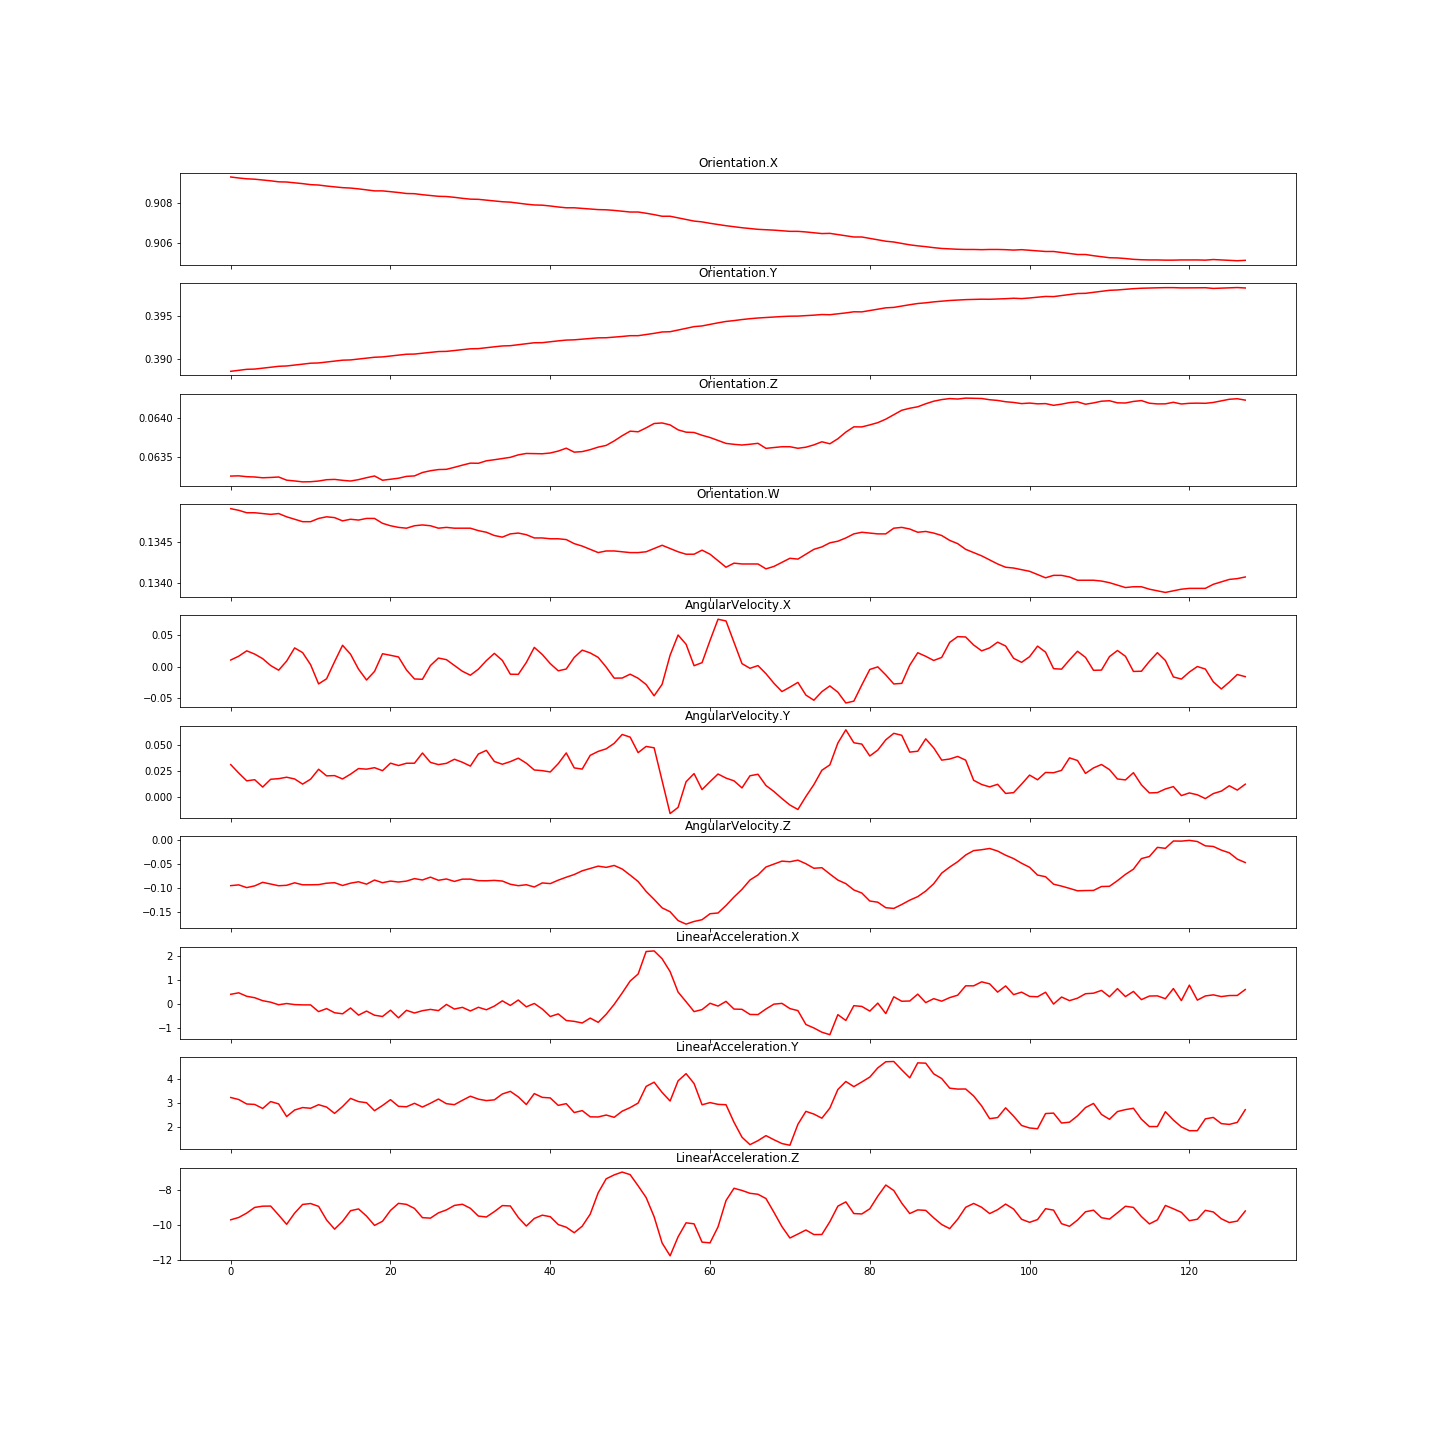 Orientation.X
0.908
0.906
Orientation.Y
0.395
0.390
Orientation.Z
0.0640
0.0635
Orientation.W
0.1345
0.1340
AngularVelocity.X
0.05
0.00
−0.05
AngularVelocity.Y
0.050
0.025
0.000
AngularVelocity.Z
0.00
−0.05
−0.10
−0.15
LinearAcceleration.X
2
1
0
−1
LinearAcceleration.Y
4
3
2
LinearAcceleration.Z
−8
−10
−12
0 20 40 60 80 100 120